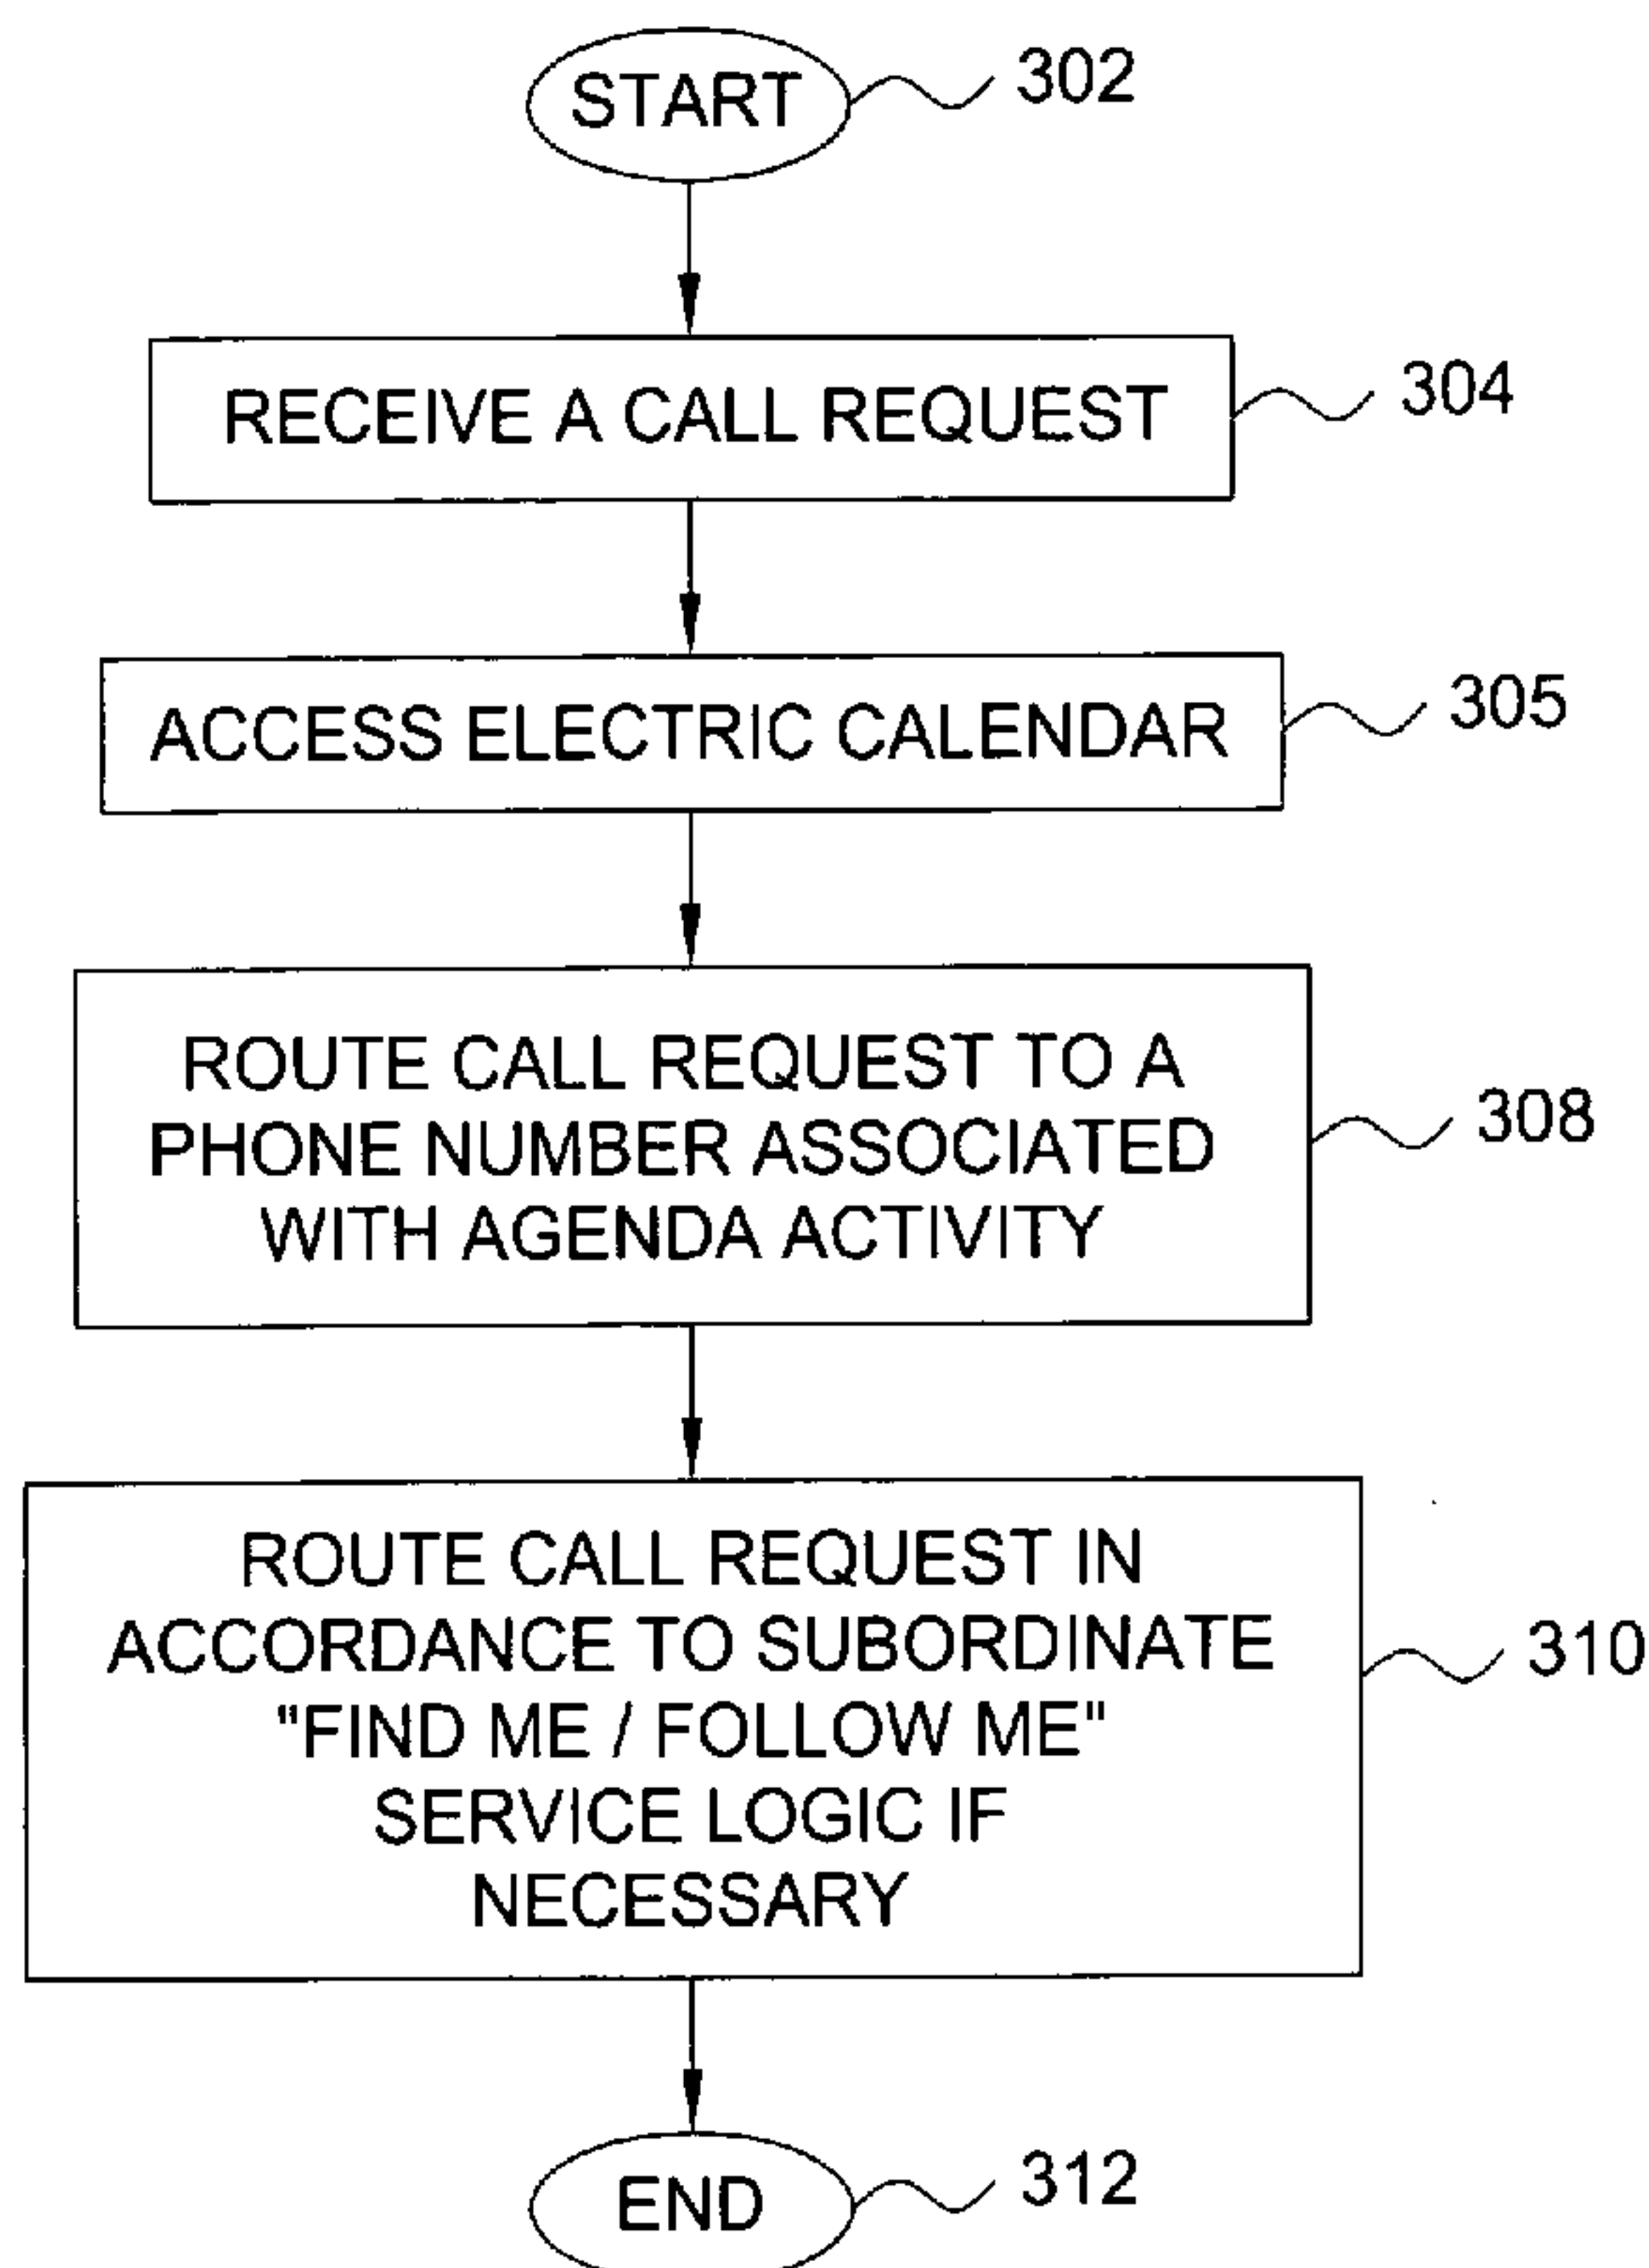 START
302
RECEIVE A CALL REQUEST
304
ACCESS ELECTRIC CALENDAR
305
ROUTE CALL REQUEST TO A
PHONE NUMBER ASSOCIATED
WITH AGENDA ACTIVITY
308
ROUTE CALL REQUEST IN
ACCORDANCE TO SUBORDINATE
"FIND ME / FOLLOW ME"
SERVICE LOGIC IF
NECESSARY
310
END
312